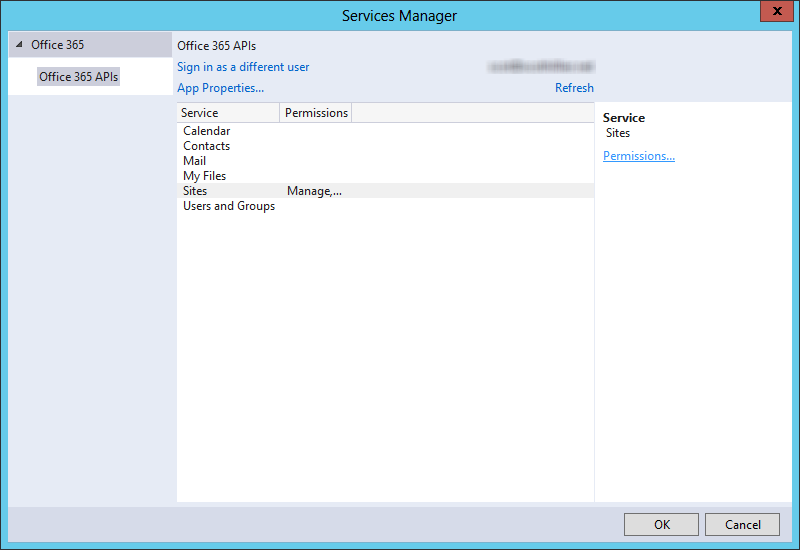 Services Manager
Office 365
Office 365 APIs
Office 365 APIs
Sign in as a different user
App Properties...
Refresh
Service Permissions
Calendar
Contacts
Mail
My Files
Sites Manage,...
Users and Groups
Service
Sites
Permissions...
OK
Cancel